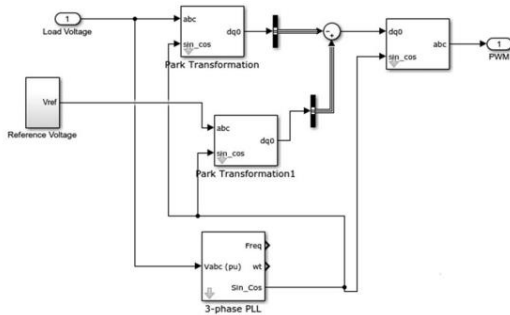 1
Load Voltage
abc
dq0
sin_cos
Park Transformation
dq0
abc
sin_cos
1
PWM
Vref
Reference Voltage
abc
dq0
sin_cos
Park Transformation1
Freq
Vabc (pu)
wt
Sin_Cos
3-phase PLL